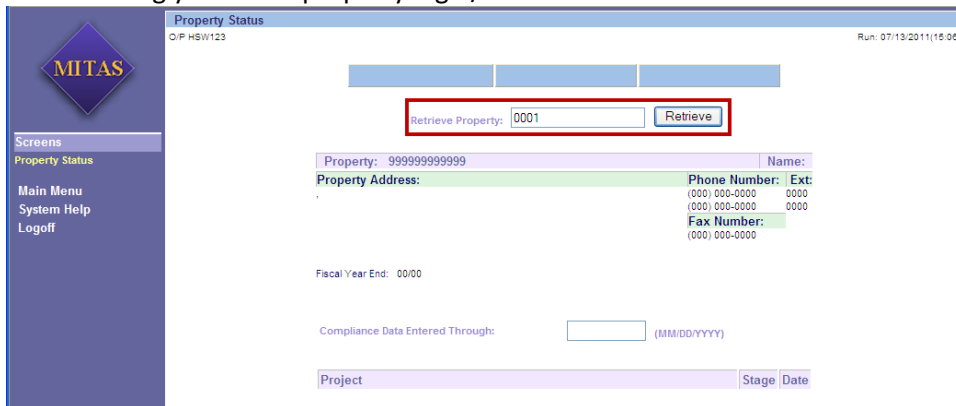 Property Status
O/P HSW123
Run: 07/13/2011(15:06
MITAS
Retrieve Property: 0001 Retrieve
Screens
Property Status
Main Menu
System Help
Logoff
Property: 999999999999 Name:
Property Address: Phone Number: Ext:
, (000) 000-0000 0000
(000) 000-0000 0000
Fax Number:
(000) 000-0000
Fiscal Year End: 00/00
Compliance Data Entered Through: (MM/DD/YYYY)
Project Stage Date